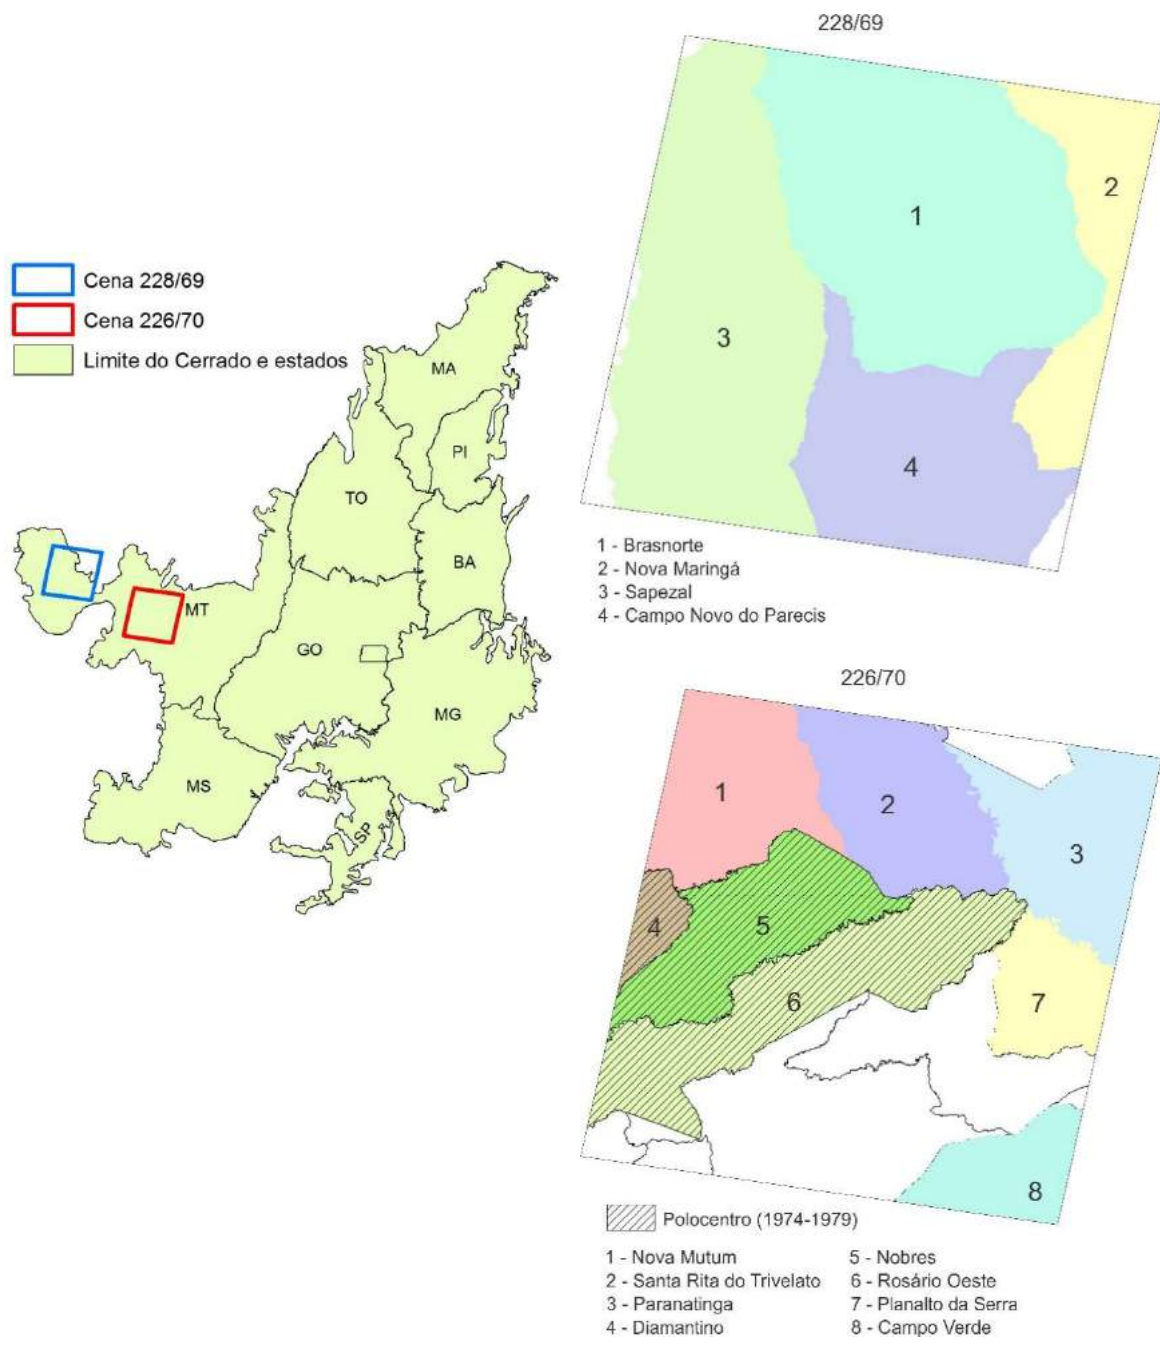 228/69
1
2
3
4
1 - Brasnorte
2 - Nova Maringá
3 - Sapezal
4 - Campo Novo do Parecis
Cena 228/69
Cena 226/70
Limite do Cerrado e estados
MA
PI
TO
BA
MT
GO
MG
MS
SP
226/70
1
2
3
4
5
6
7
8
Polocentro (1974-1979)
1 - Nova Mutum
2 - Santa Rita do Trivelato
3 - Paranatinga
4 - Diamantino
5 - Nobres
6 - Rosário Oeste
7 - Planalto da Serra
8 - Campo Verde